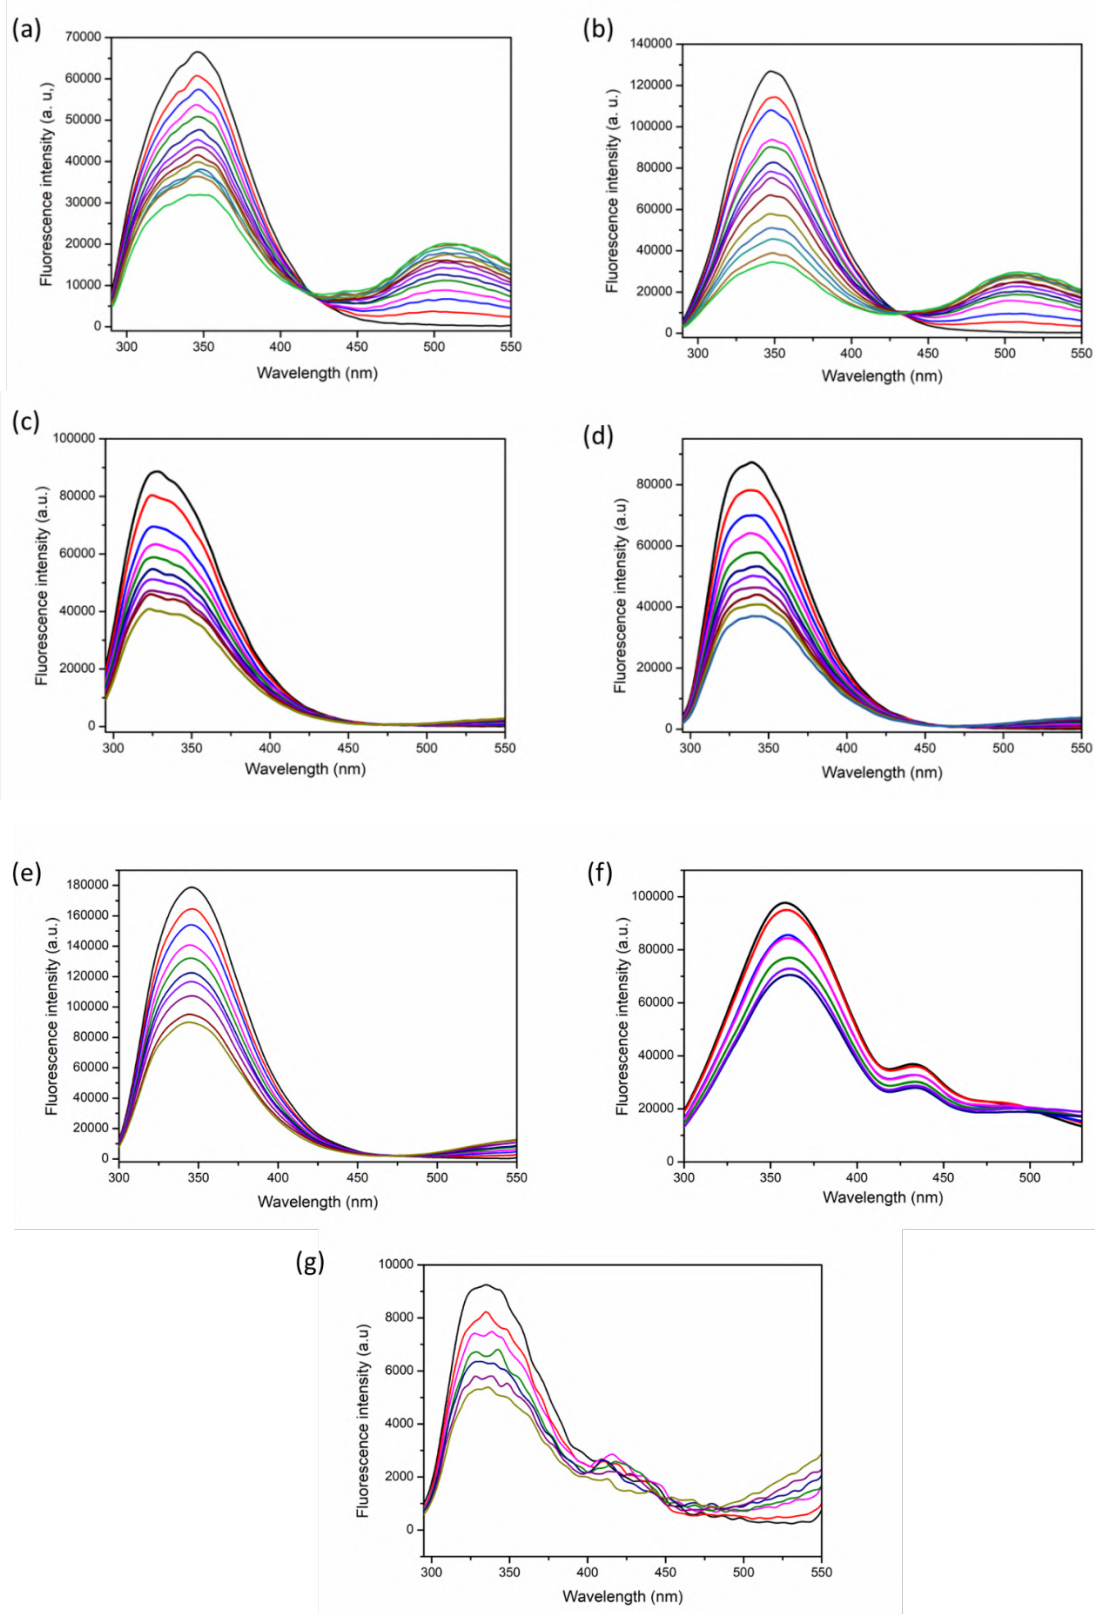 (a)
70000
60000
50000
40000
30000
20000
10000
0
Fluorescence intensity (a. u,)
300 350 400 450 500 550
Wavelength (nm)
(b)
140000
120000
100000
80000
60000
40000
20000
0
Fluorescence intensity (a. u.)
300 350 400 450 500 550
Wavelength (nm)
(c)
100000
80000
60000
40000
20000
0
Fluorescence intensity (a.u.)
300 350 400 450 500 550
Wavelength (nm)
(d)
80000
60000
40000
20000
0
Fluorescence intensity (a.u)
300 350 400 450 500 550
Wavelength (nm)
(e)
180000
160000
140000
120000
100000
80000
60000
40000
20000
0
Fluorescence intensity (a.u.)
300 350 400 450 500 550
Wavelength (nm)
(f)
100000
80000
60000
40000
20000
0
Fluorescence intensity (a.u.)
300 350 400 450 500
Wavelength (nm)
(g)
10000
8000
6000
4000
2000
0
Fluorescence intensity (a.u)
300 350 400 450 500 550
Wavelength (nm)